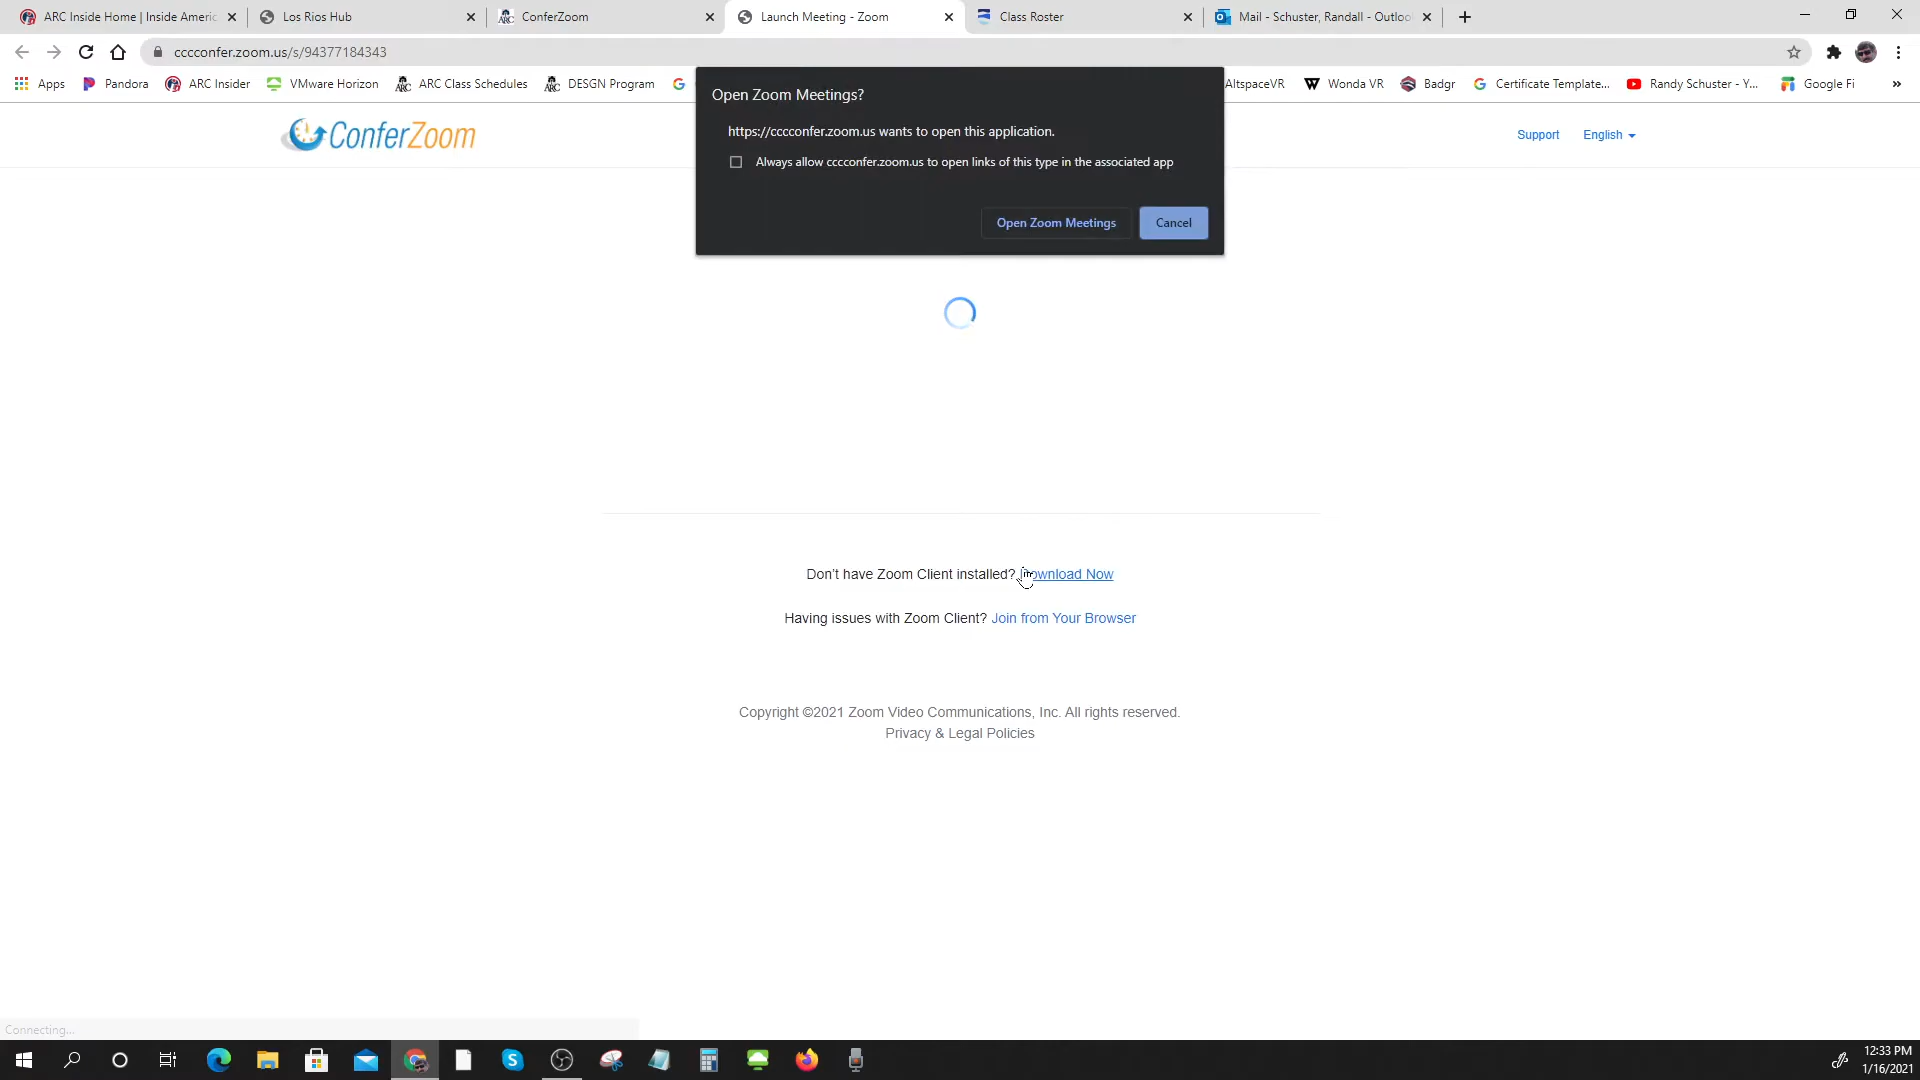 ARC Inside Home | Inside Americ
Los Rios Hub
ConferZoom
Launch Meeting - Zoom
Class Roster
Mail - Schuster, Randall - Outloo
cccconfer.zoom.us/s/94377184343
Apps
Pandora
ARC Insider
VMware Horizon
ARC Class Schedules
DESGN Program
AltspaceVR
Wonda VR
Badgr
Certificate Template...
Randy Schuster - Y...
Google Fi
»
Open Zoom Meetings?
https://cccconfer.zoom.us wants to open this application.
Always allow cccconfer.zoom.us to open links of this type in the associated app
Open Zoom Meetings
Cancel
ConferZoom
Support
English
Don't have Zoom Client installed? Download Now
Having issues with Zoom Client? Join from Your Browser
Copyright ©2021 Zoom Video Communications, Inc. All rights reserved.
Privacy & Legal Policies
Connecting...
12:33 PM
1/16/2021